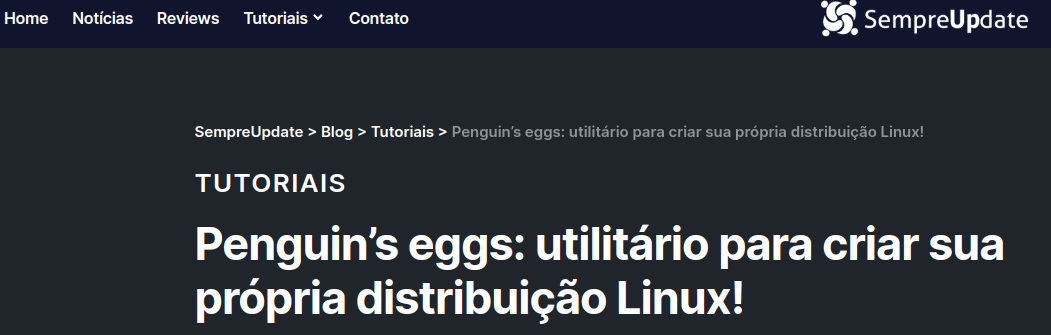 Home Notícias Reviews Tutoriais Contato SempreUpdate
SempreUpdate > Blog > Tutoriais > Penguin’s eggs: utilitário para criar sua própria distribuição Linux!
TUTORIAIS
Penguin’s eggs: utilitário para criar sua
própria distribuição Linux!